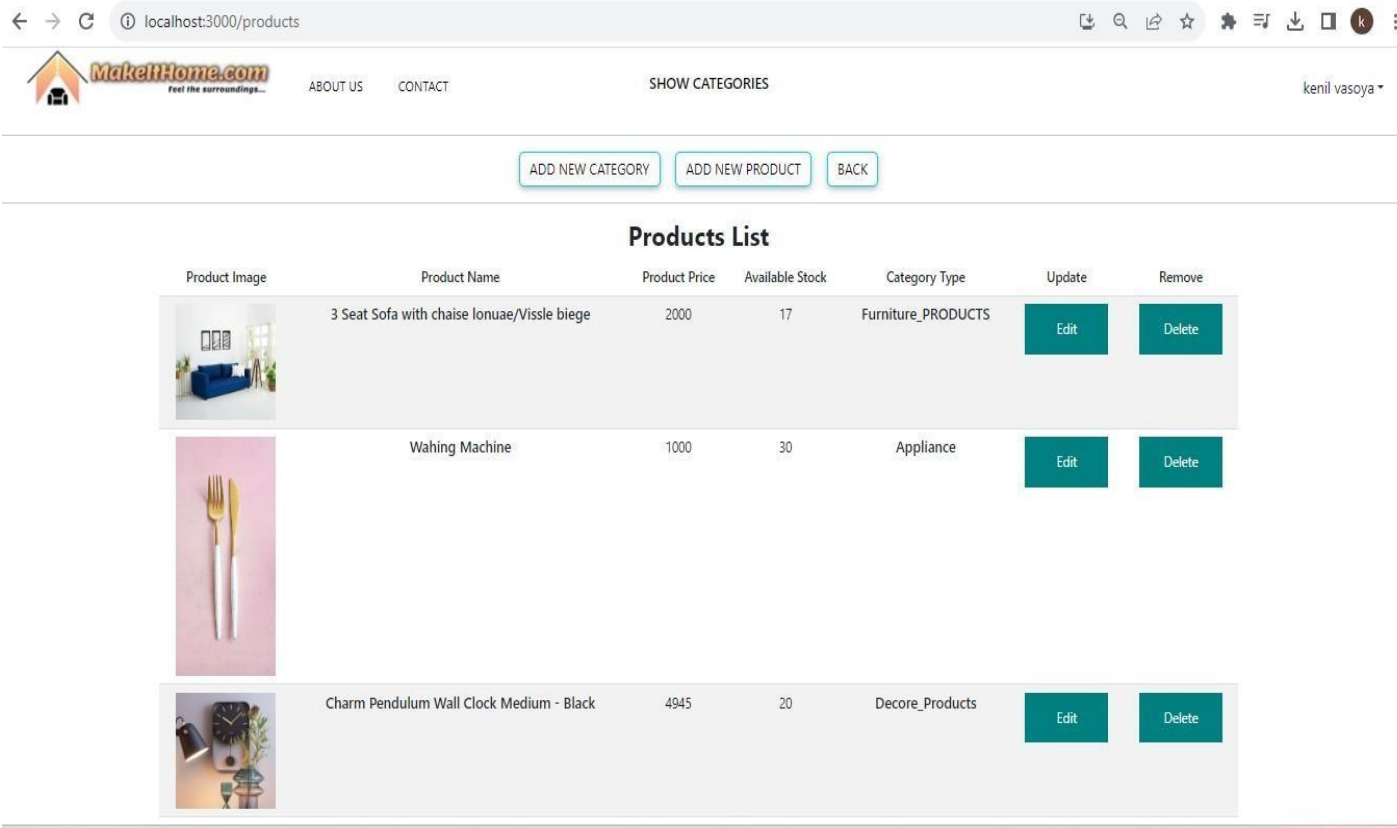 localhost:3000/products
k
MakeItHome.com
Feel the surroundings...
ABOUT US CONTACT SHOW CATEGORIES kenil vasoya
ADD NEW CATEGORY ADD NEW PRODUCT BACK
Products List
Product Image Product Name Product Price Available Stock Category Type Update Remove
3 Seat Sofa with chaise lonuae/Vissle biege 2000 17 Furniture_PRODUCTS Edit Delete
Wahing Machine 1000 30 Appliance Edit Delete
Charm Pendulum Wall Clock Medium - Black 4945 20 Decore_Products Edit Delete